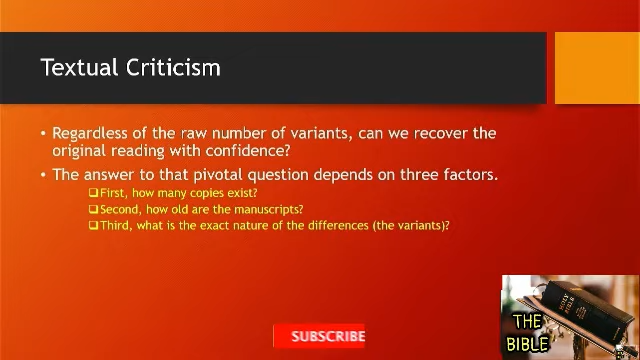 Textual Criticism
• Regardless of the raw number of variants, can we recover the
original reading with confidence?
• The answer to that pivotal question depends on three factors.
❑First, how many copies exist?
❑Second, how old are the manuscripts?
❑Third, what is the exact nature of the differences (the variants)?
HOLY
BIBLE
THE
BIBLE
SUBSCRIBE